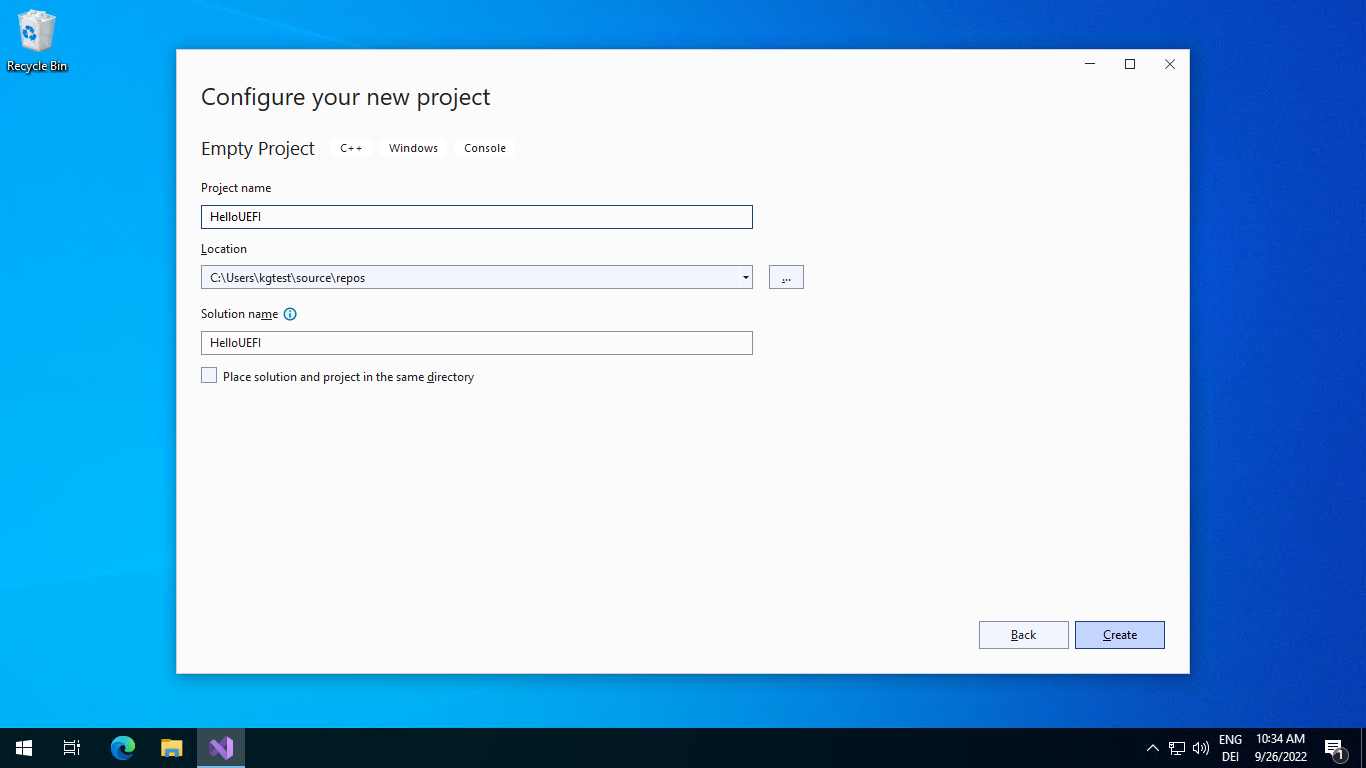 Recycle Bin
Configure your new project
Empty Project C++ Windows Console
Project name
HelloUEFI
Location
C:\Users\kgtest\source\repos
...
Solution name
HelloUEFI
Place solution and project in the same directory
Back
Create
ENG
DEI
10:34 AM
9/26/2022
1